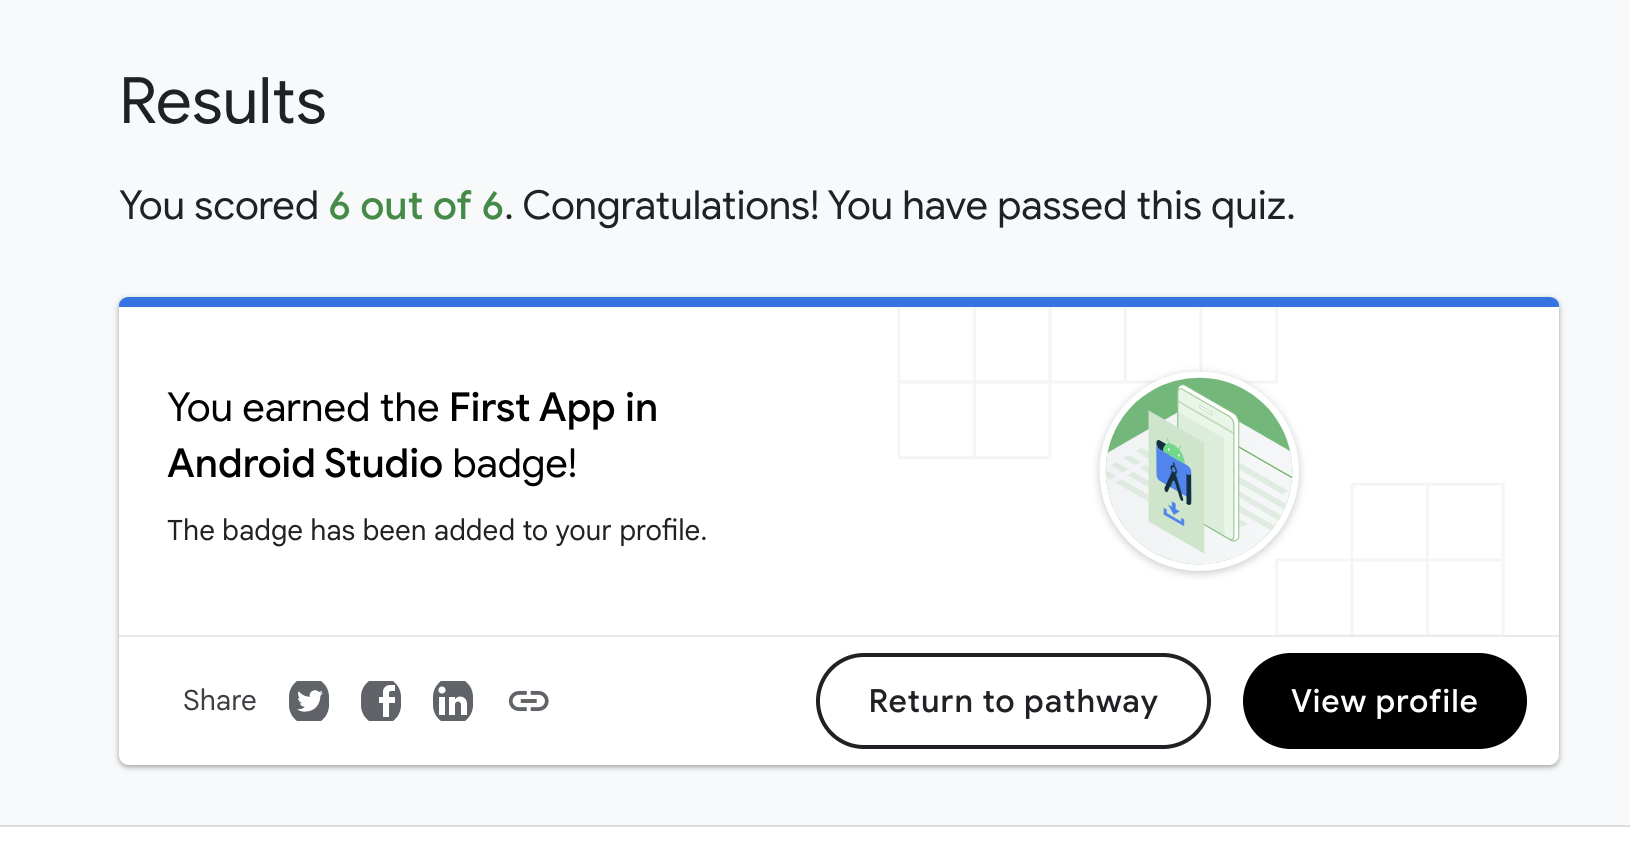 Results
You scored 6 out of 6. Congratulations! You have passed this quiz.
You earned the First App in
Android Studio badge!
The badge has been added to your profile.
Share
Return to pathway
View profile